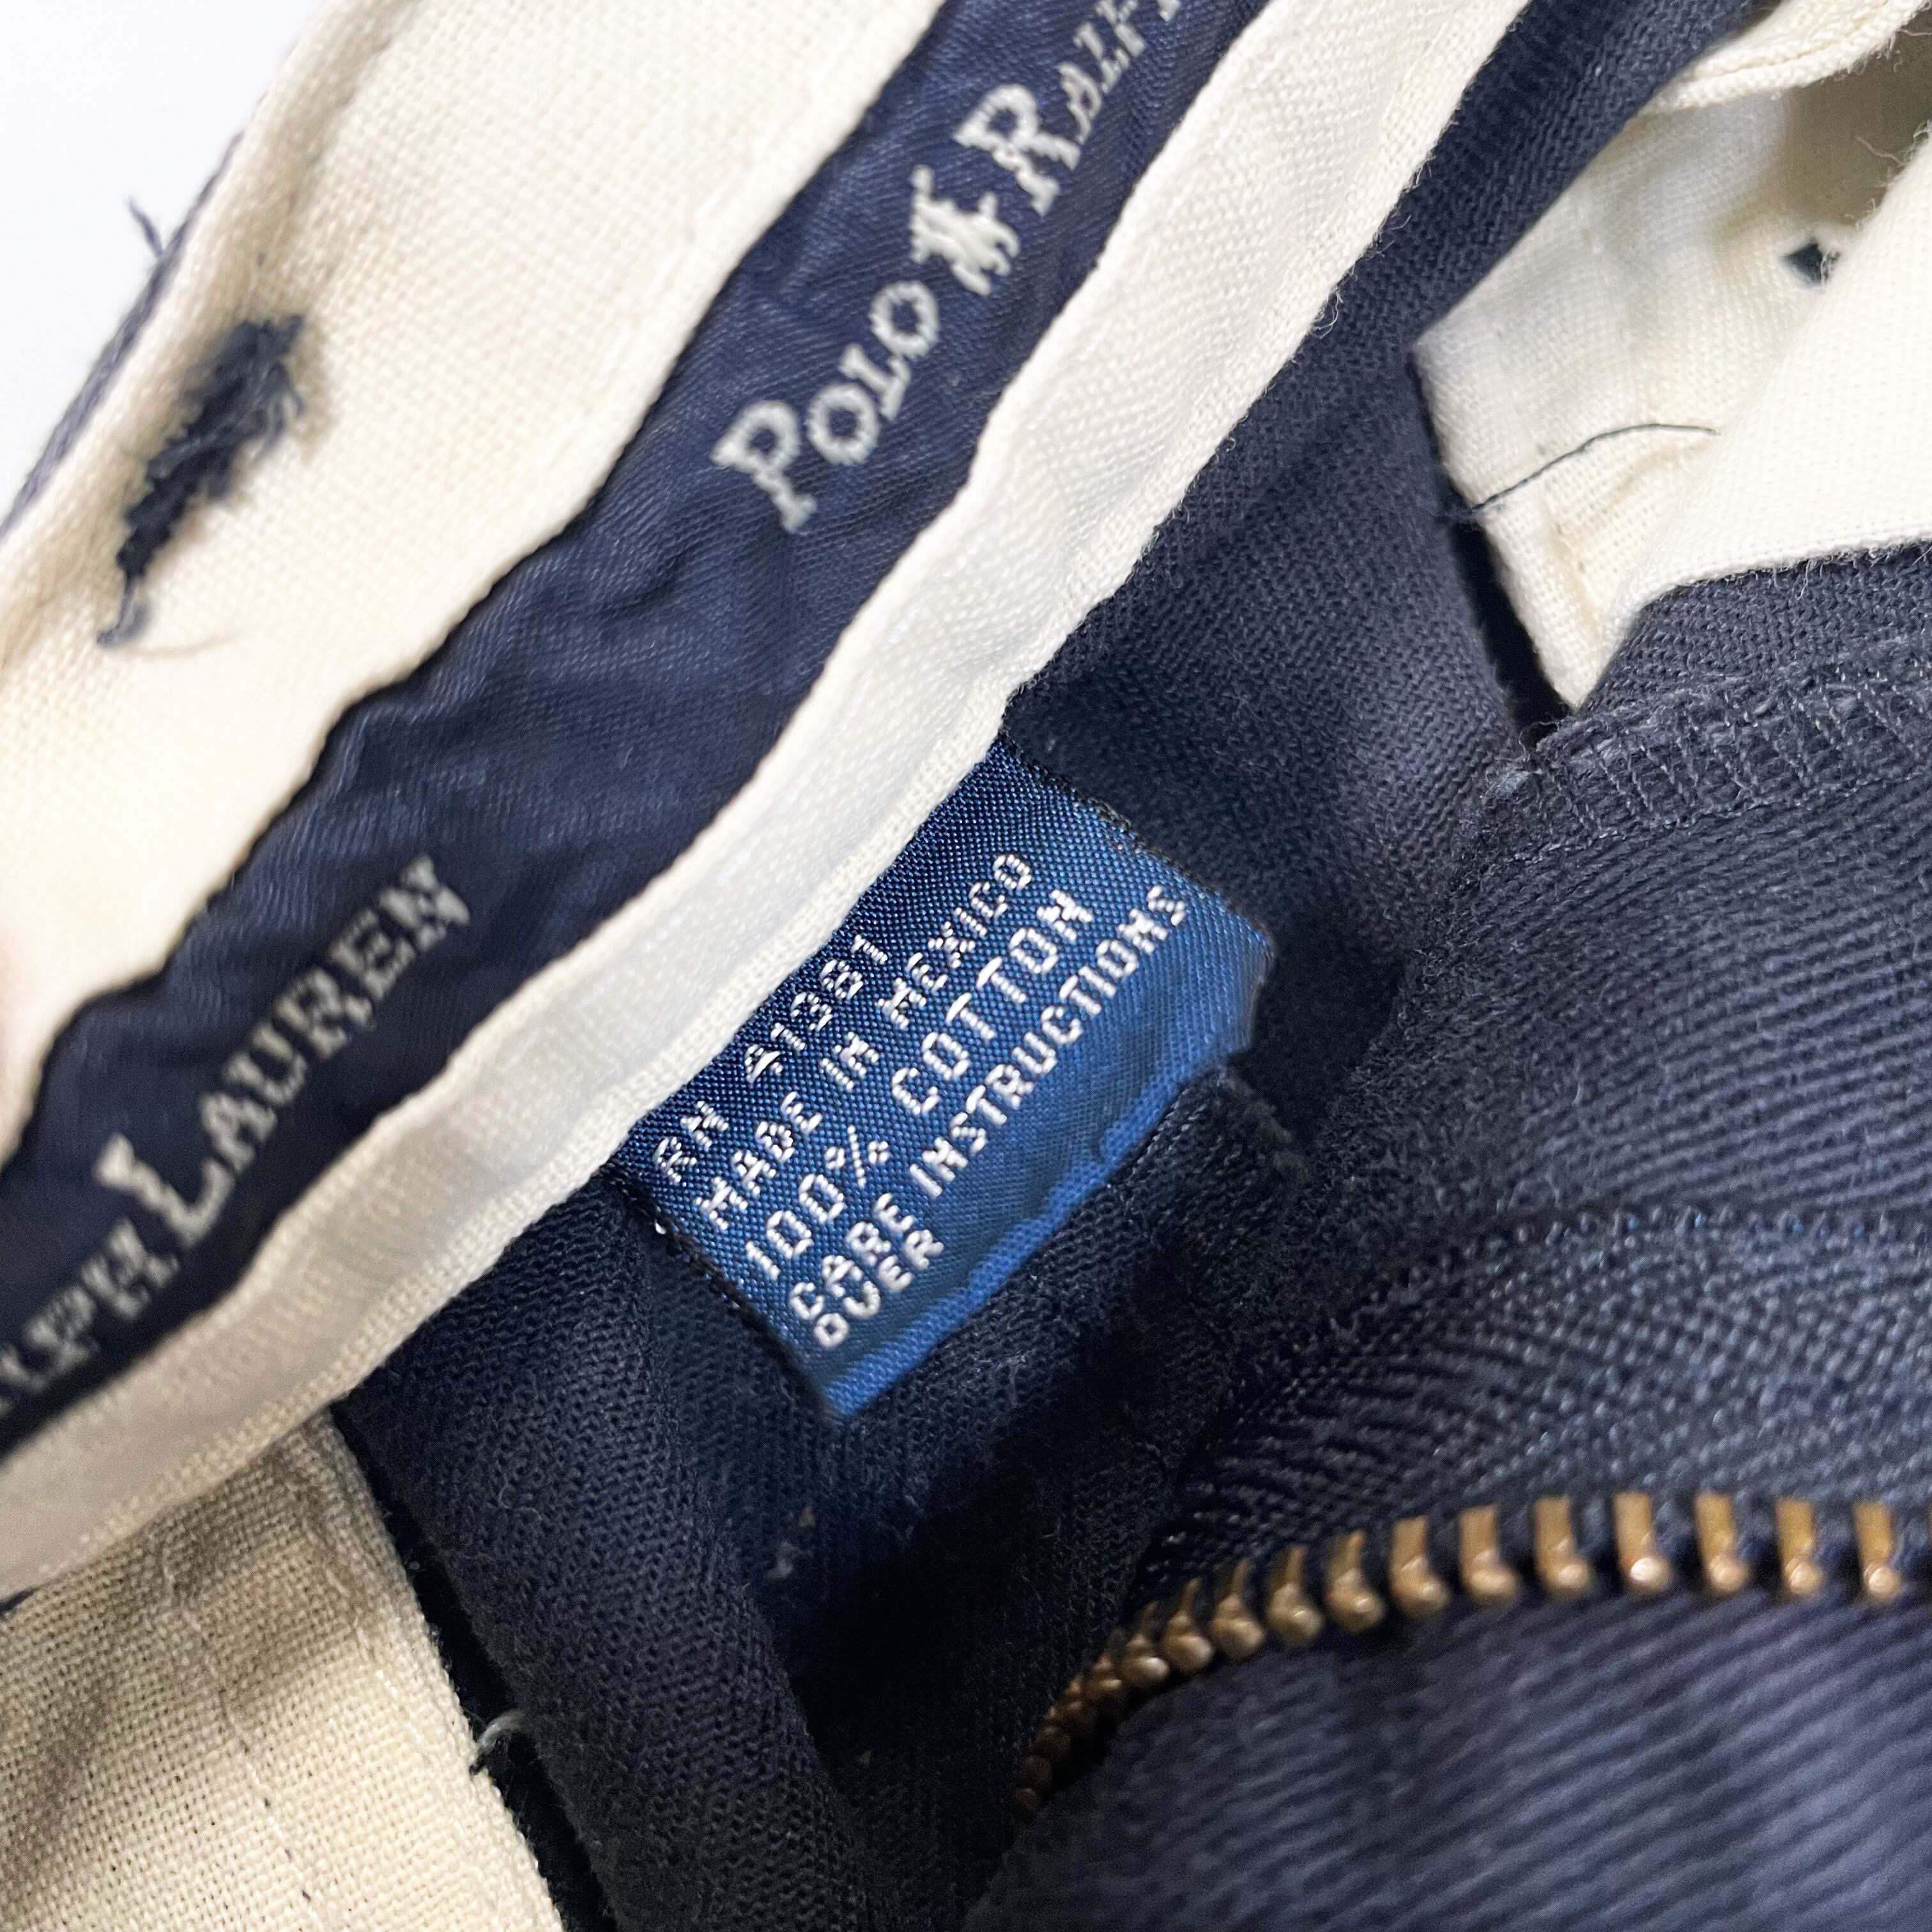 POLO RALPH
RALPH LAUREN
RN 41381
MADE IN MEXICO
100% COTTON
CARE INSTRUCTIONS
OVER